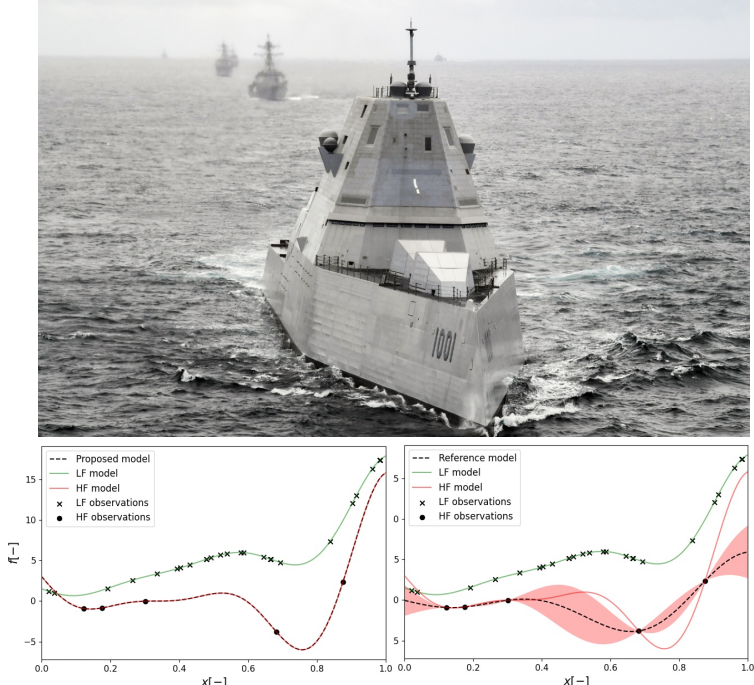 1001
Proposed model
LF model
HF model
LF observations
HF observations
15
10
5
0
−5
f[−]
0.0 0.2 0.4 0.6 0.8 1.0
x[−]
Reference model
LF model
HF model
LF observations
HF observations
5
0
5
0
5
0.0 0.2 0.4 0.6 0.8 1.0
x[−]